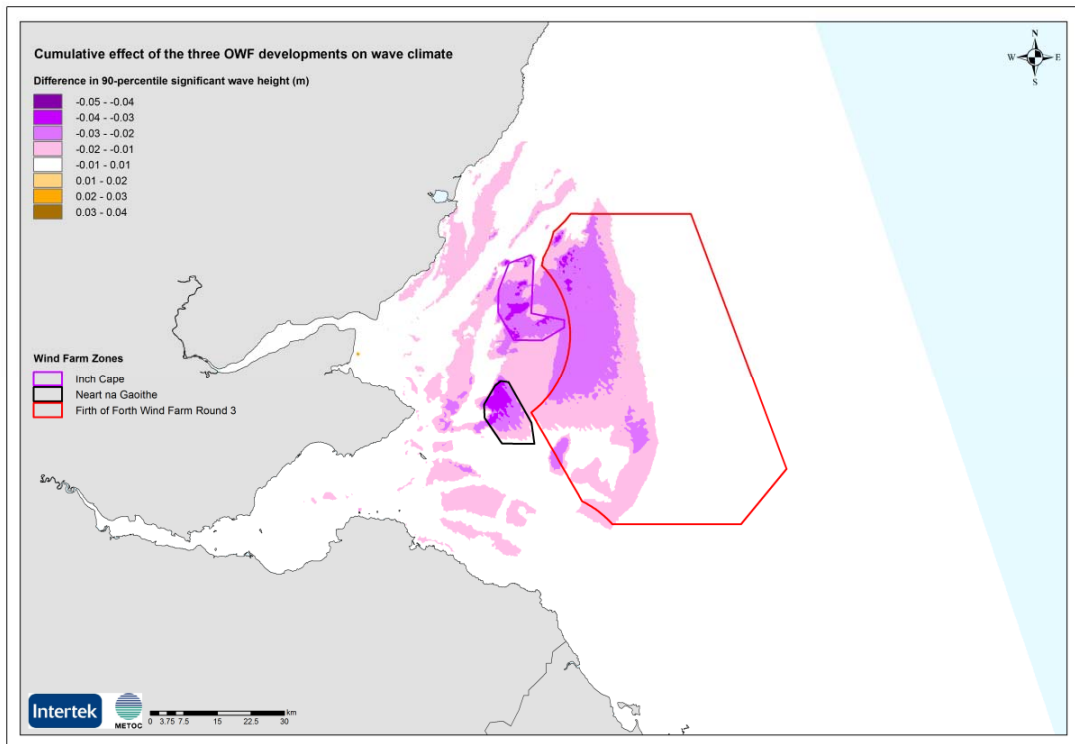 Cumulative effect of the three OWF developments on wave climate
Difference in 90-percentile significant wave height (m)
-0.05 - -0.04
-0.04 - -0.03
-0.03 - -0.02
-0.02 - -0.01
-0.01 - 0.01
0.01 - 0.02
0.02 - 0.03
0.03 - 0.04
N
W E
S
Wind Farm Zones
Inch Cape
Neart na Gaoithe
Firth of Forth Wind Farm Round 3
Intertek
METOC
km
0 3.75 7.5 15 22.5 30